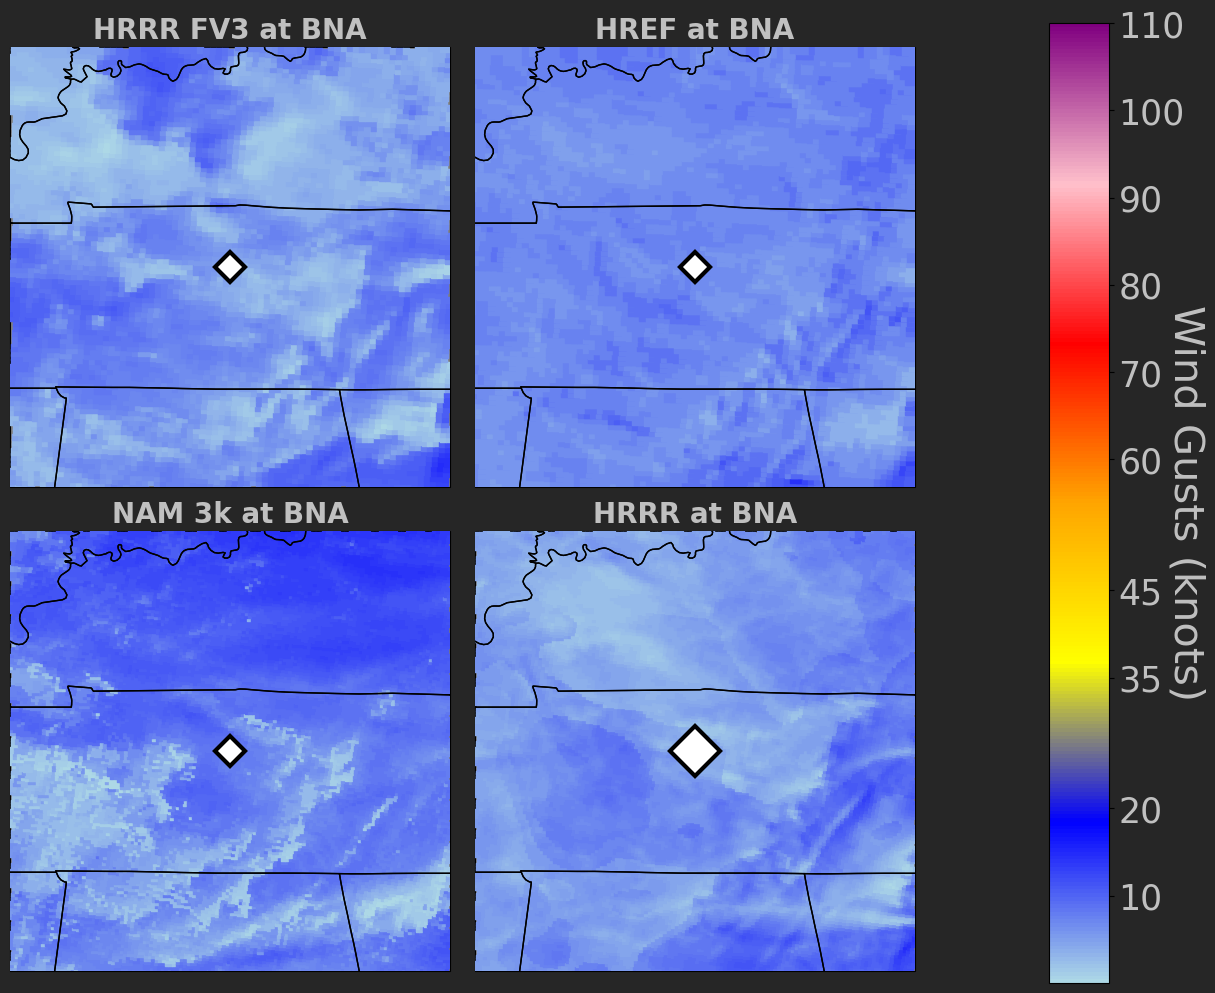 HRRR FV3 at BNA
HREF at BNA
NAM 3k at BNA
HRRR at BNA
110
100
90
80
70
60
45
35
20
10
Wind Gusts (knots)